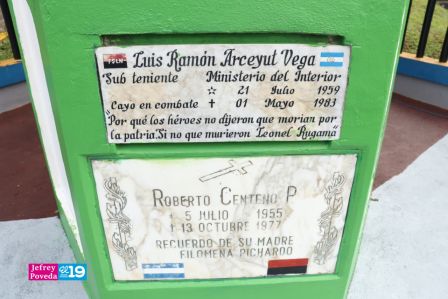 FSLN
Luis Ramón Arceyut Vega
Sub teniente Ministerio del Interior
☆ 21 Julio 1959
Cayo en combate † 01 Mayo 1983
"Por qué los héroes no dijeron que morian por
la patria. Si no que murieron Leonel Rugama"
ROBERTO CENTENO P
5 JULIO 1955
† 13 OCTUBRE 1977
RECUERDO DE SU MADRE
FILOMENA PICHARDO
Jefrey
Poveda
19